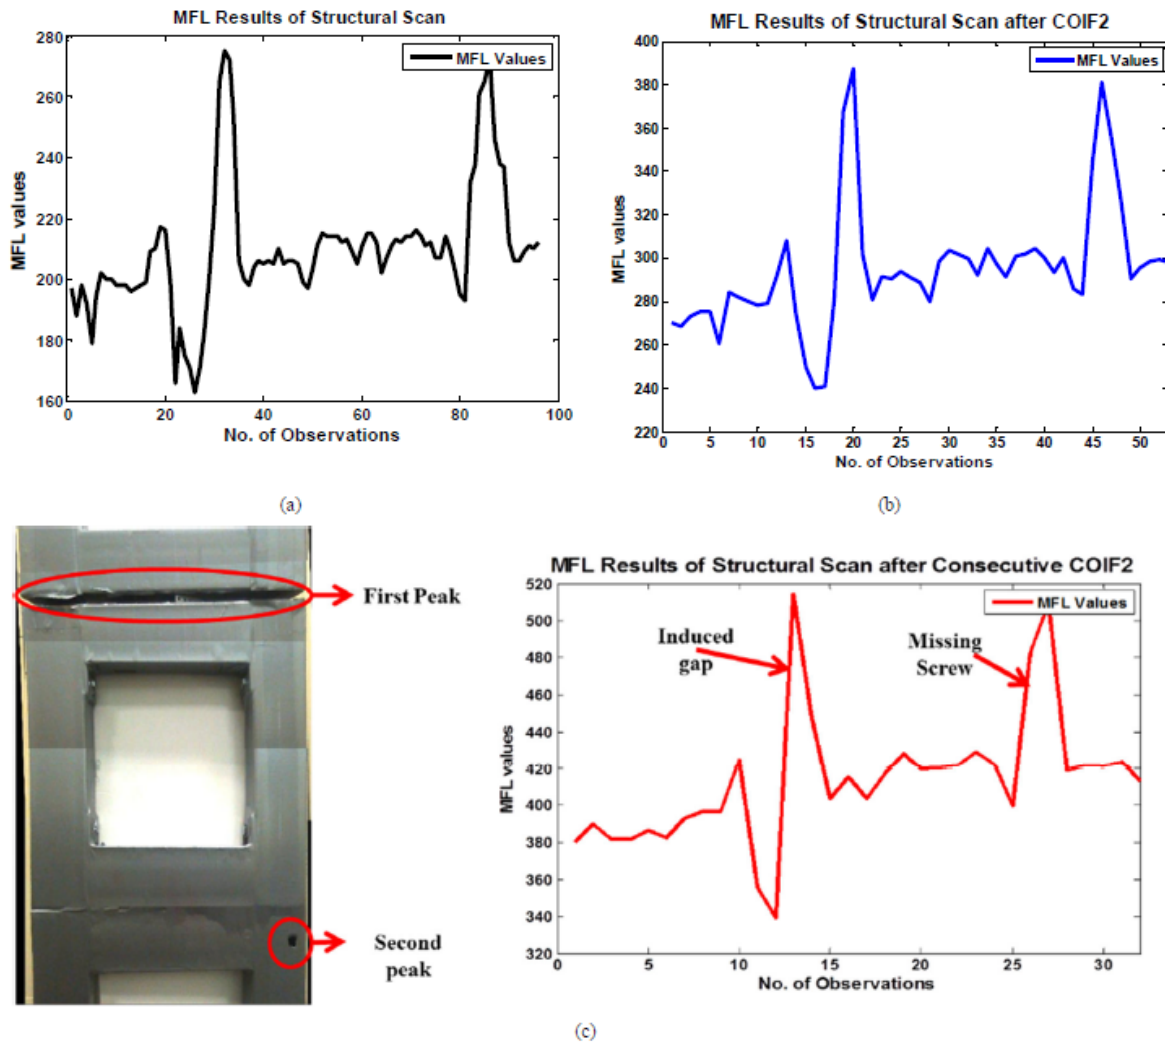 MFL Results of Structural Scan
MFL Values
MFL values
280
260
240
220
200
180
160
0
20
40
60
80
100
No. of Observations
(a)
MFL Results of Structural Scan after COIF2
MFL Values
MFL values
400
380
360
340
320
300
280
260
240
220
0
5
10
15
20
25
30
35
40
45
50
No. of Observations
(b)
First Peak
Second
peak
MFL Results of Structural Scan after Consecutive COIF2
MFL Values
Induced
gap
Missing
Screw
MFL values
520
500
480
460
440
420
400
380
360
340
320
0
5
10
15
20
25
30
No. of Observations
(c)